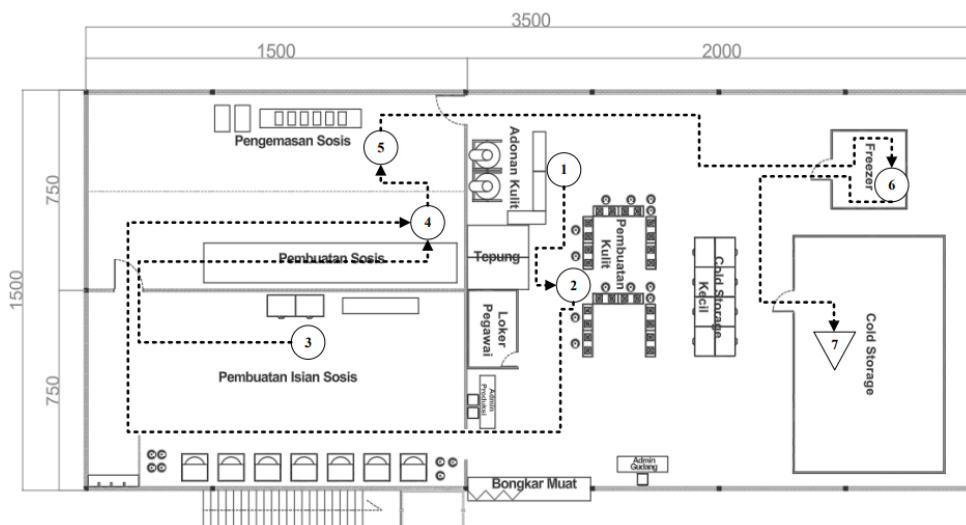 3500
1500
2000
1500
750
750
Pengemasan Sosis
5
Adonan Kulit
1
Freezer
6
4
Pembuatan Sosis
Tepung
2
Pembuatan
Kulit
Cold Storage
Kecil
3
Pembuatan Isian Sosis
Loker
Pegawai
Admin
Produksi
7
Cold Storage
Admin
Gudang
Bongkar Muat